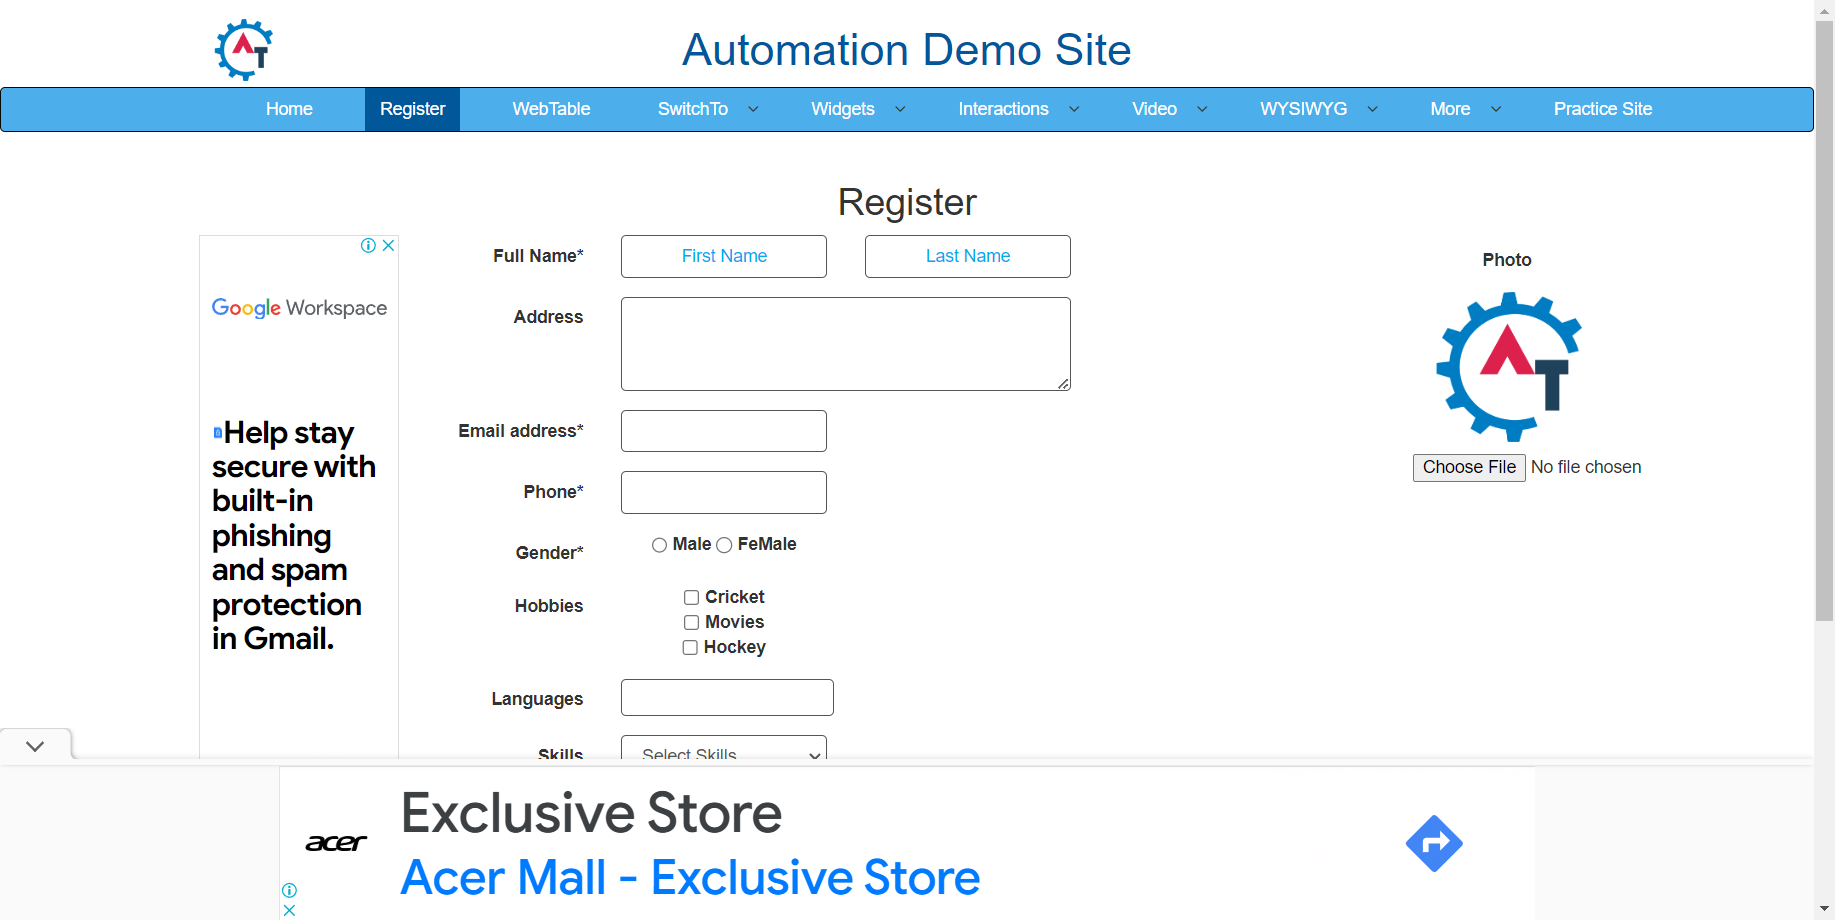 Automation Demo Site
Home Register WebTable SwitchTo Widgets Interactions Video WYSIWYG More Practice Site
Register
Full Name* First Name Last Name
Photo
Google Workspace
Address
Help stay
secure with
built-in
phishing
and spam
protection
in Gmail.
Email address*
Choose File No file chosen
Phone*
Gender* Male FeMale
Hobbies Cricket
Movies
Hockey
Languages
Skills Select Skills
Exclusive Store
acer
Acer Mall - Exclusive Store